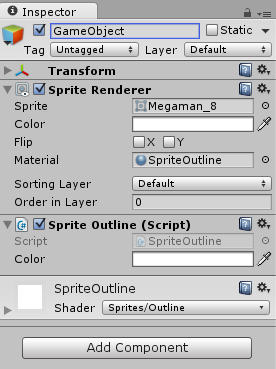 Inspector
GameObject
Static
Tag Untagged Layer Default
Transform
Sprite Renderer
Sprite Megaman_8
Color
Flip X Y
Material SpriteOutline
Sorting Layer Default
Order in Layer 0
Sprite Outline (Script)
Script SpriteOutline
Color
SpriteOutline
Shader Sprites/Outline
Add Component